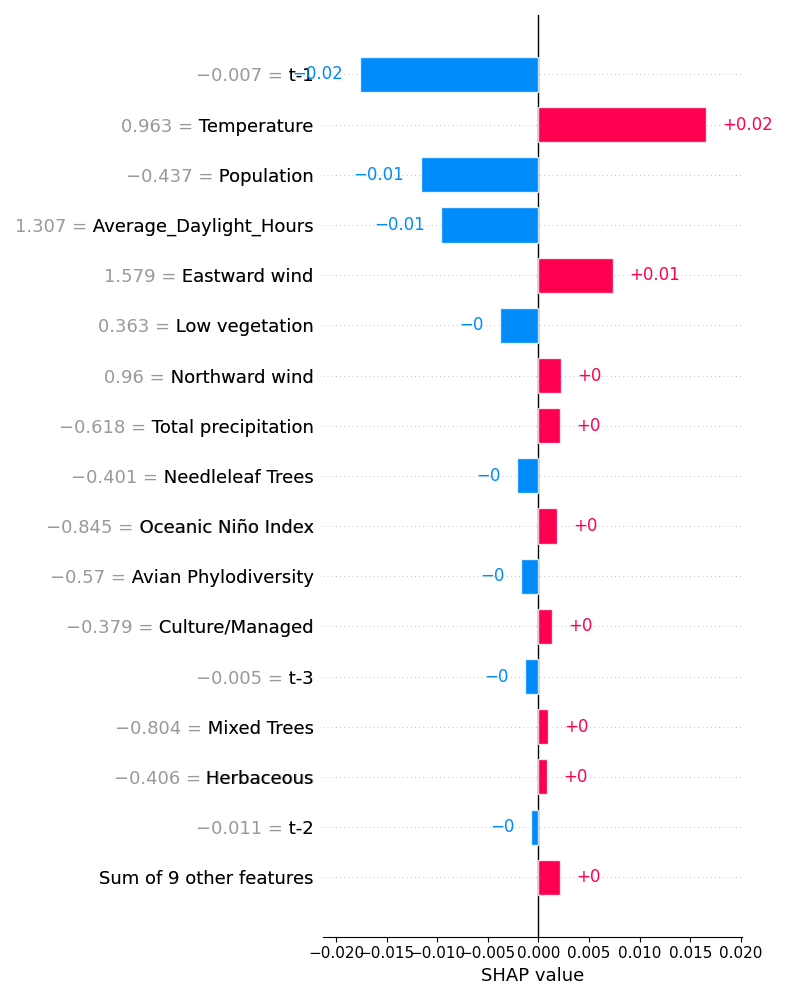 −0.007 = t-1 −0.02
0.963 = Temperature +0.02
−0.437 = Population −0.01
1.307 = Average_Daylight_Hours −0.01
1.579 = Eastward wind +0.01
0.363 = Low vegetation −0
0.96 = Northward wind +0
−0.618 = Total precipitation +0
−0.401 = Needleleaf Trees −0
−0.845 = Oceanic Niño Index +0
−0.57 = Avian Phylodiversity −0
−0.379 = Culture/Managed +0
−0.005 = t-3 −0
−0.804 = Mixed Trees +0
−0.406 = Herbaceous +0
−0.011 = t-2 −0
Sum of 9 other features +0
−0.020 −0.015 −0.010 −0.005 0.000 0.005 0.010 0.015 0.020
SHAP value